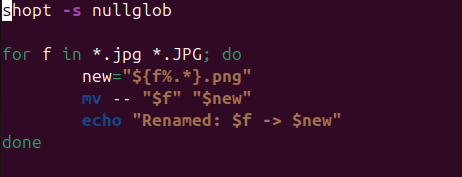 shopt -s nullglob

for f in *.jpg *.JPG; do
        new="${f%.*}.png"
        mv -- "$f" "$new"
        echo "Renamed: $f -> $new"
done